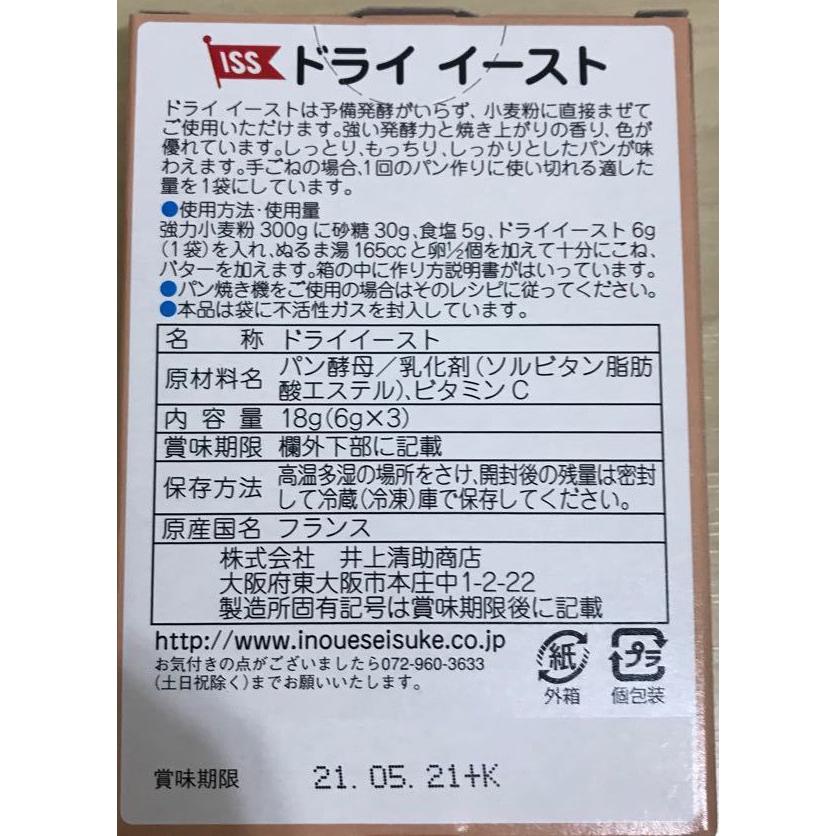 ISS ドライ イースト
ドライ イーストは予備発酵がいらず、小麦粉に直接まぜて
ご使用いただけます。強い発酵力と焼き上がりの香り、色が
優れています。しっとり、もっちり、しっかりとしたパンが味
わえます。手ごねの場合、1回のパン作りに使い切れる適した
量を1袋にしています。
●使用方法・使用量
強力小麦粉 300gに砂糖 30g、食塩 5g、ドライイースト 6g
(1袋)を入れ、ぬるま湯 165ccと卵½個を加えて十分にこね、
バターを加えます。箱の中に作り方説明書がはいっています。
●パン焼き機をご使用の場合はそのレシピに従ってください。
●本品は袋に不活性ガスを封入しています。
名 称 ドライイースト
原材料名 パン酵母/乳化剤(ソルビタン脂肪
酸エステル)、ビタミンC
内容量 18g(6g×3)
賞味期限 欄外下部に記載
保存方法 高温多湿の場所をさけ、開封後の残量は密封
して冷蔵(冷凍)庫で保存してください。
原産国名 フランス
株式会社 井上清助商店
大阪府東大阪市本庄中1-2-22
製造所固有記号は賞味期限後に記載
http://www.inoueseisuke.co.jp
お気付きの点がございましたら072-960-3633
(土日祝除く)までお願いいたします。
紙 プラ
外箱 個包装
賞味期限 21.05.21+K